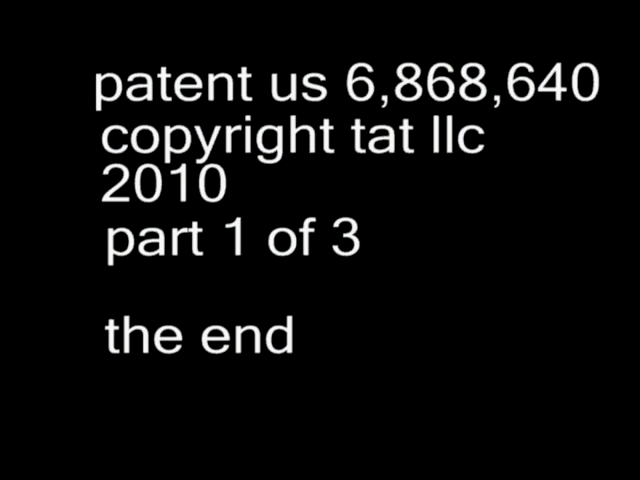 patent us 6,868,640
copyright tat llc
2010
part 1 of 3
the end